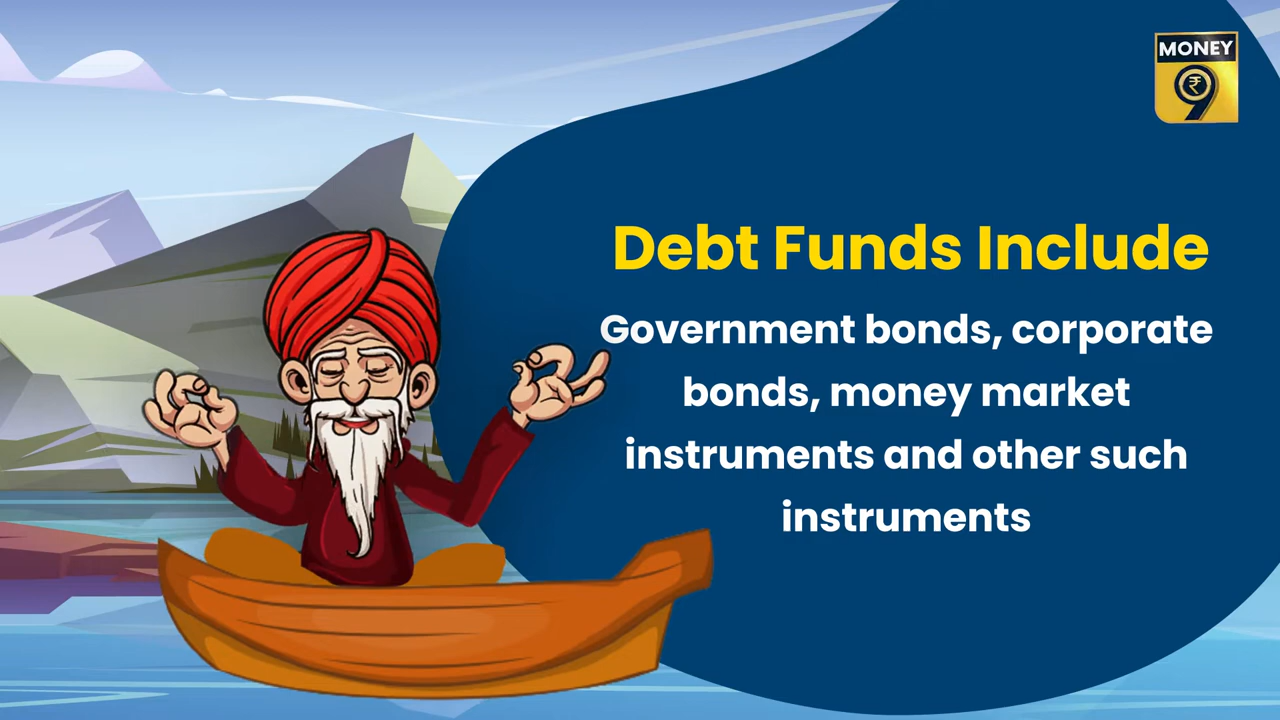 MONEY
₹
9
Debt Funds Include
Government bonds, corporate
bonds, money market
instruments and other such
instruments